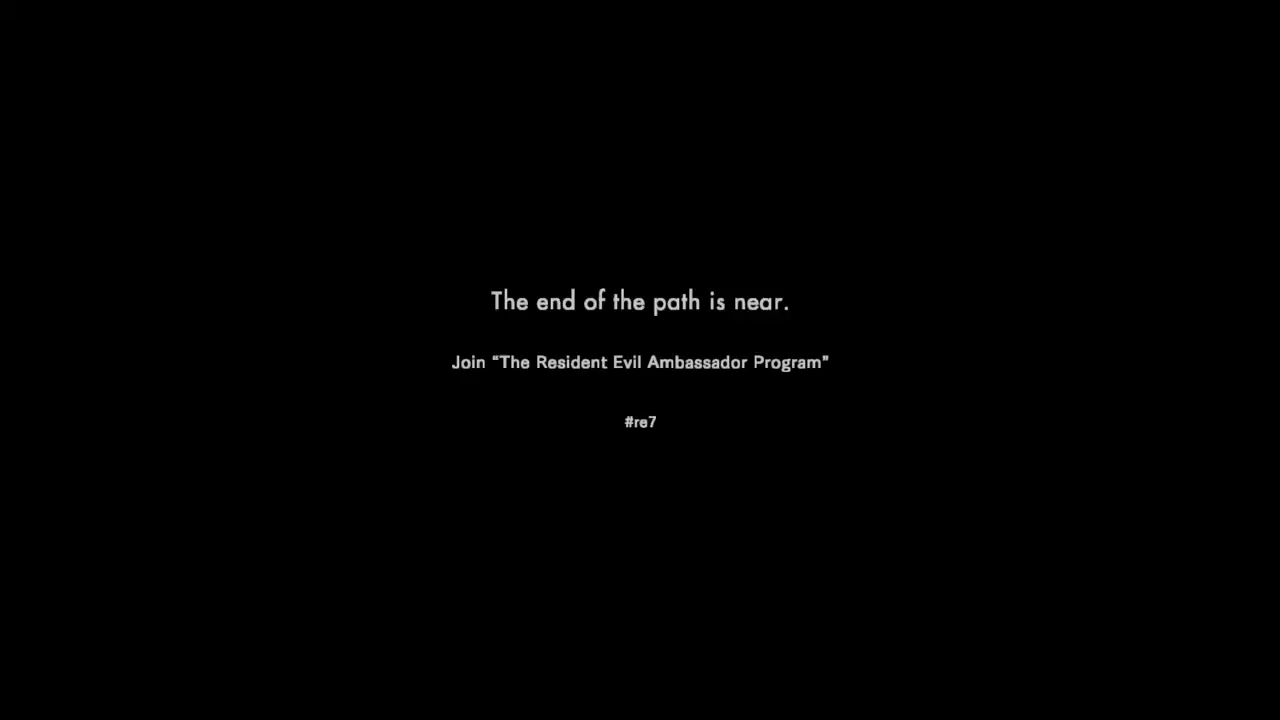 The end of the path is near.
Join “The Resident Evil Ambassador Program”
#re7